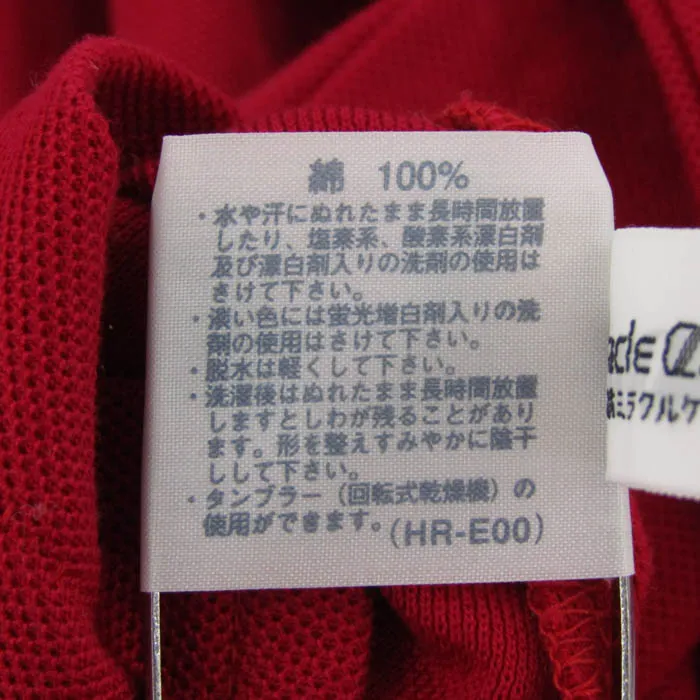 綿 100%
・水や汗にぬれたまま長時間放置
したり、塩素系、酸素系漂白剤
及び漂白剤入りの洗剤の使用は
さけて下さい。
・淡い色には蛍光増白剤入りの洗
剤の使用はさけて下さい。
・脱水は軽くして下さい。
・洗濯後はぬれたまま長時間放置
しますとしわが残ることがあり
ます。形を整えすみやかに陰干
しして下さい。
・タンブラー（回転式乾燥機）の
使用ができます。
(HR-E00)
acle
ミラクルケ